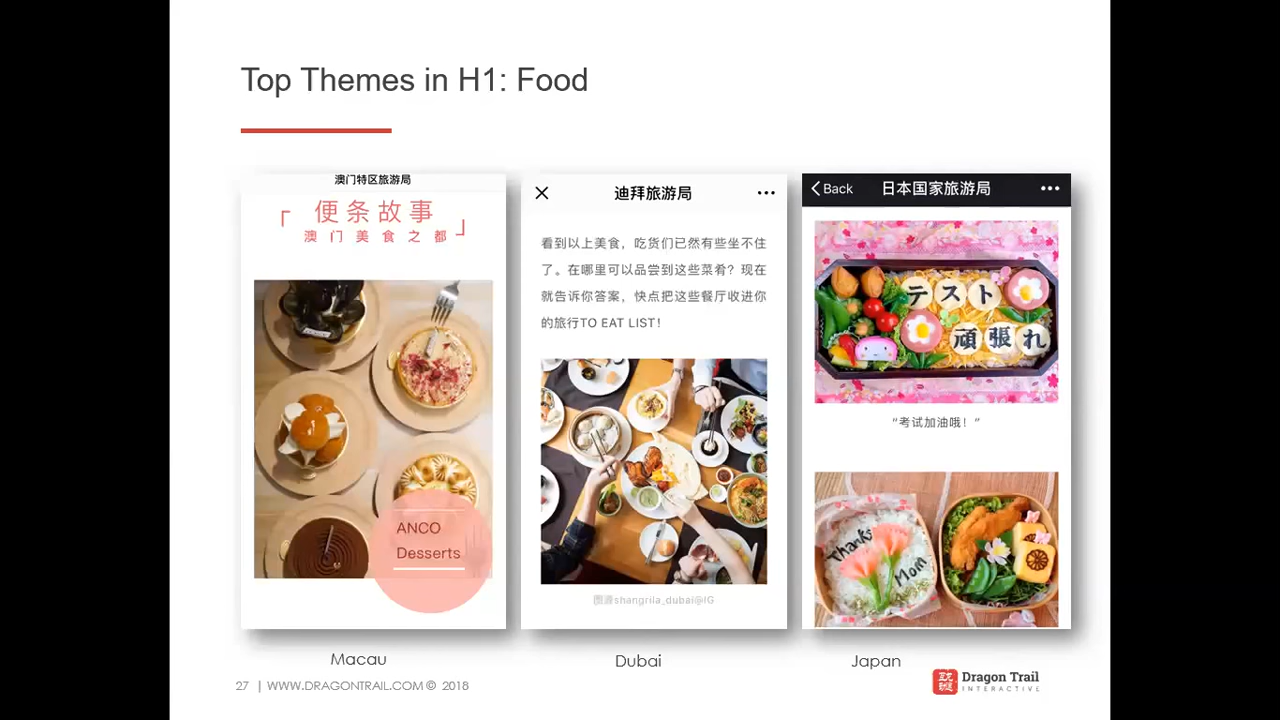 Top Themes in H1: Food
澳门特区旅游局
「 便条故事
澳门美食之都 」
ANCO
Desserts
迪拜旅游局
看到以上美食，吃货们已然有些坐不住
了。在哪里可以品尝到这些菜肴？现在
就告诉你答案，快点把这些餐厅收进你
的旅行TO EAT LIST！
图源shangrila_dubai@IG
Back
日本国家旅游局
テスト
頑張れ
“考试加油哦！”
Thanks
Mom
Macau
Dubai
Japan
27 | WWW.DRAGONTRAIL.COM © 2018
Dragon Trail
INTERACTIVE